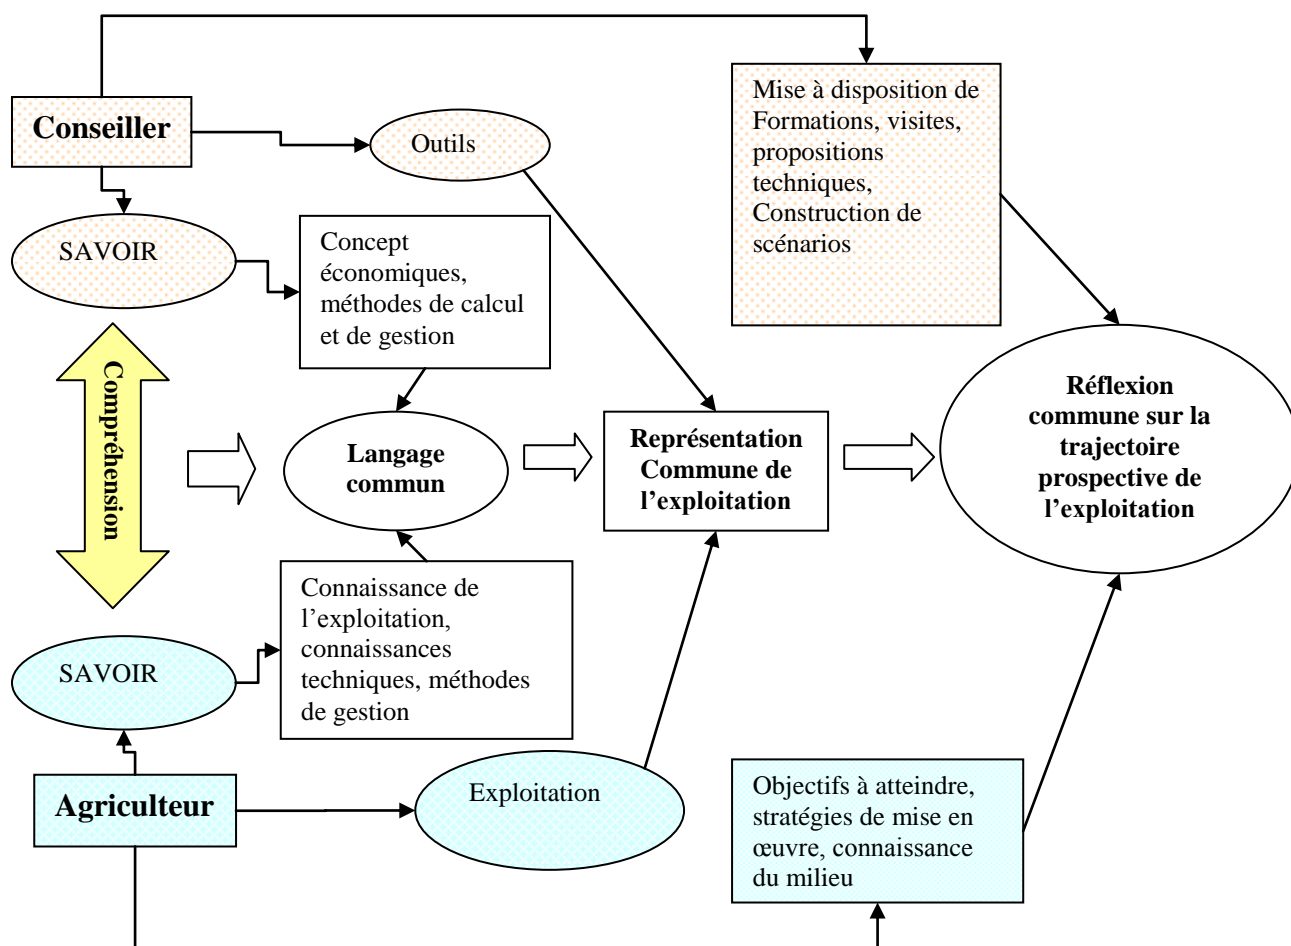 Conseiller
Outils
Mise à disposition de
Formations, visites,
propositions
techniques,
Construction de
scénarios
SAVOIR
Concept
économiques,
méthodes de calcul
et de gestion
Compréhension
Langage
commun
Représentation
Commune de
l’exploitation
Réflexion
commune sur la
trajectoire
prospective de
l’exploitation
Connaissance de
l’exploitation,
connaissances
techniques, méthodes
de gestion
SAVOIR
Agriculteur
Exploitation
Objectifs à atteindre,
stratégies de mise en
œuvre, connaissance
du milieu